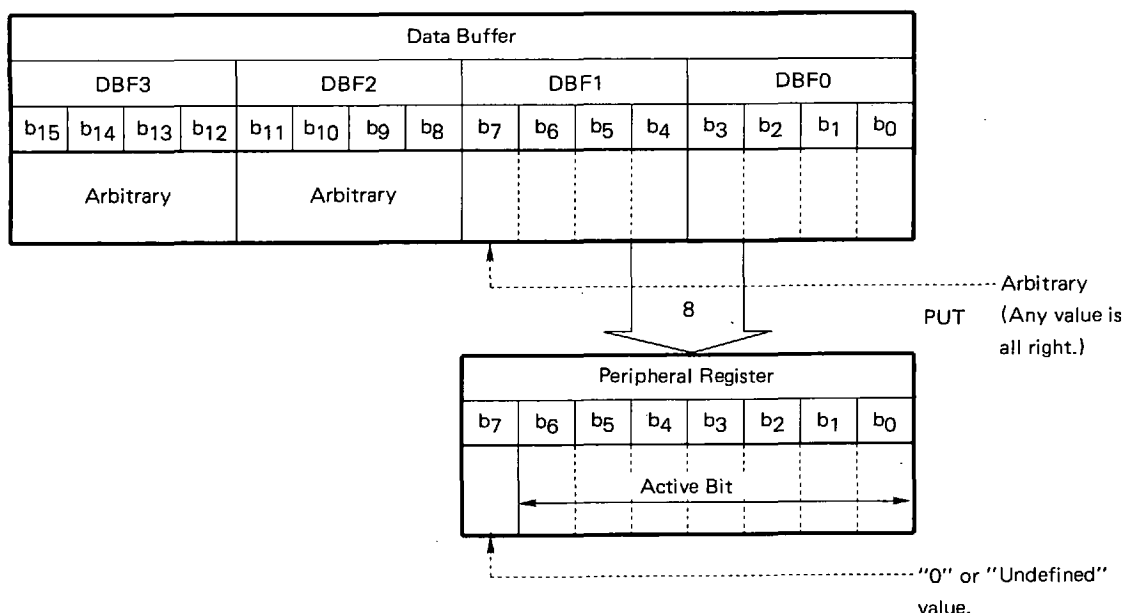 Data Buffer
DBF3 DBF2 DBF1 DBF0
b15 b14 b13 b12 b11 b10 b9 b8 b7 b6 b5 b4 b3 b2 b1 b0
Arbitrary Arbitrary
Arbitrary
8 PUT (Any value is
all right.)
Peripheral Register
b7 b6 b5 b4 b3 b2 b1 b0
Active Bit
"0" or "Undefined"
value.